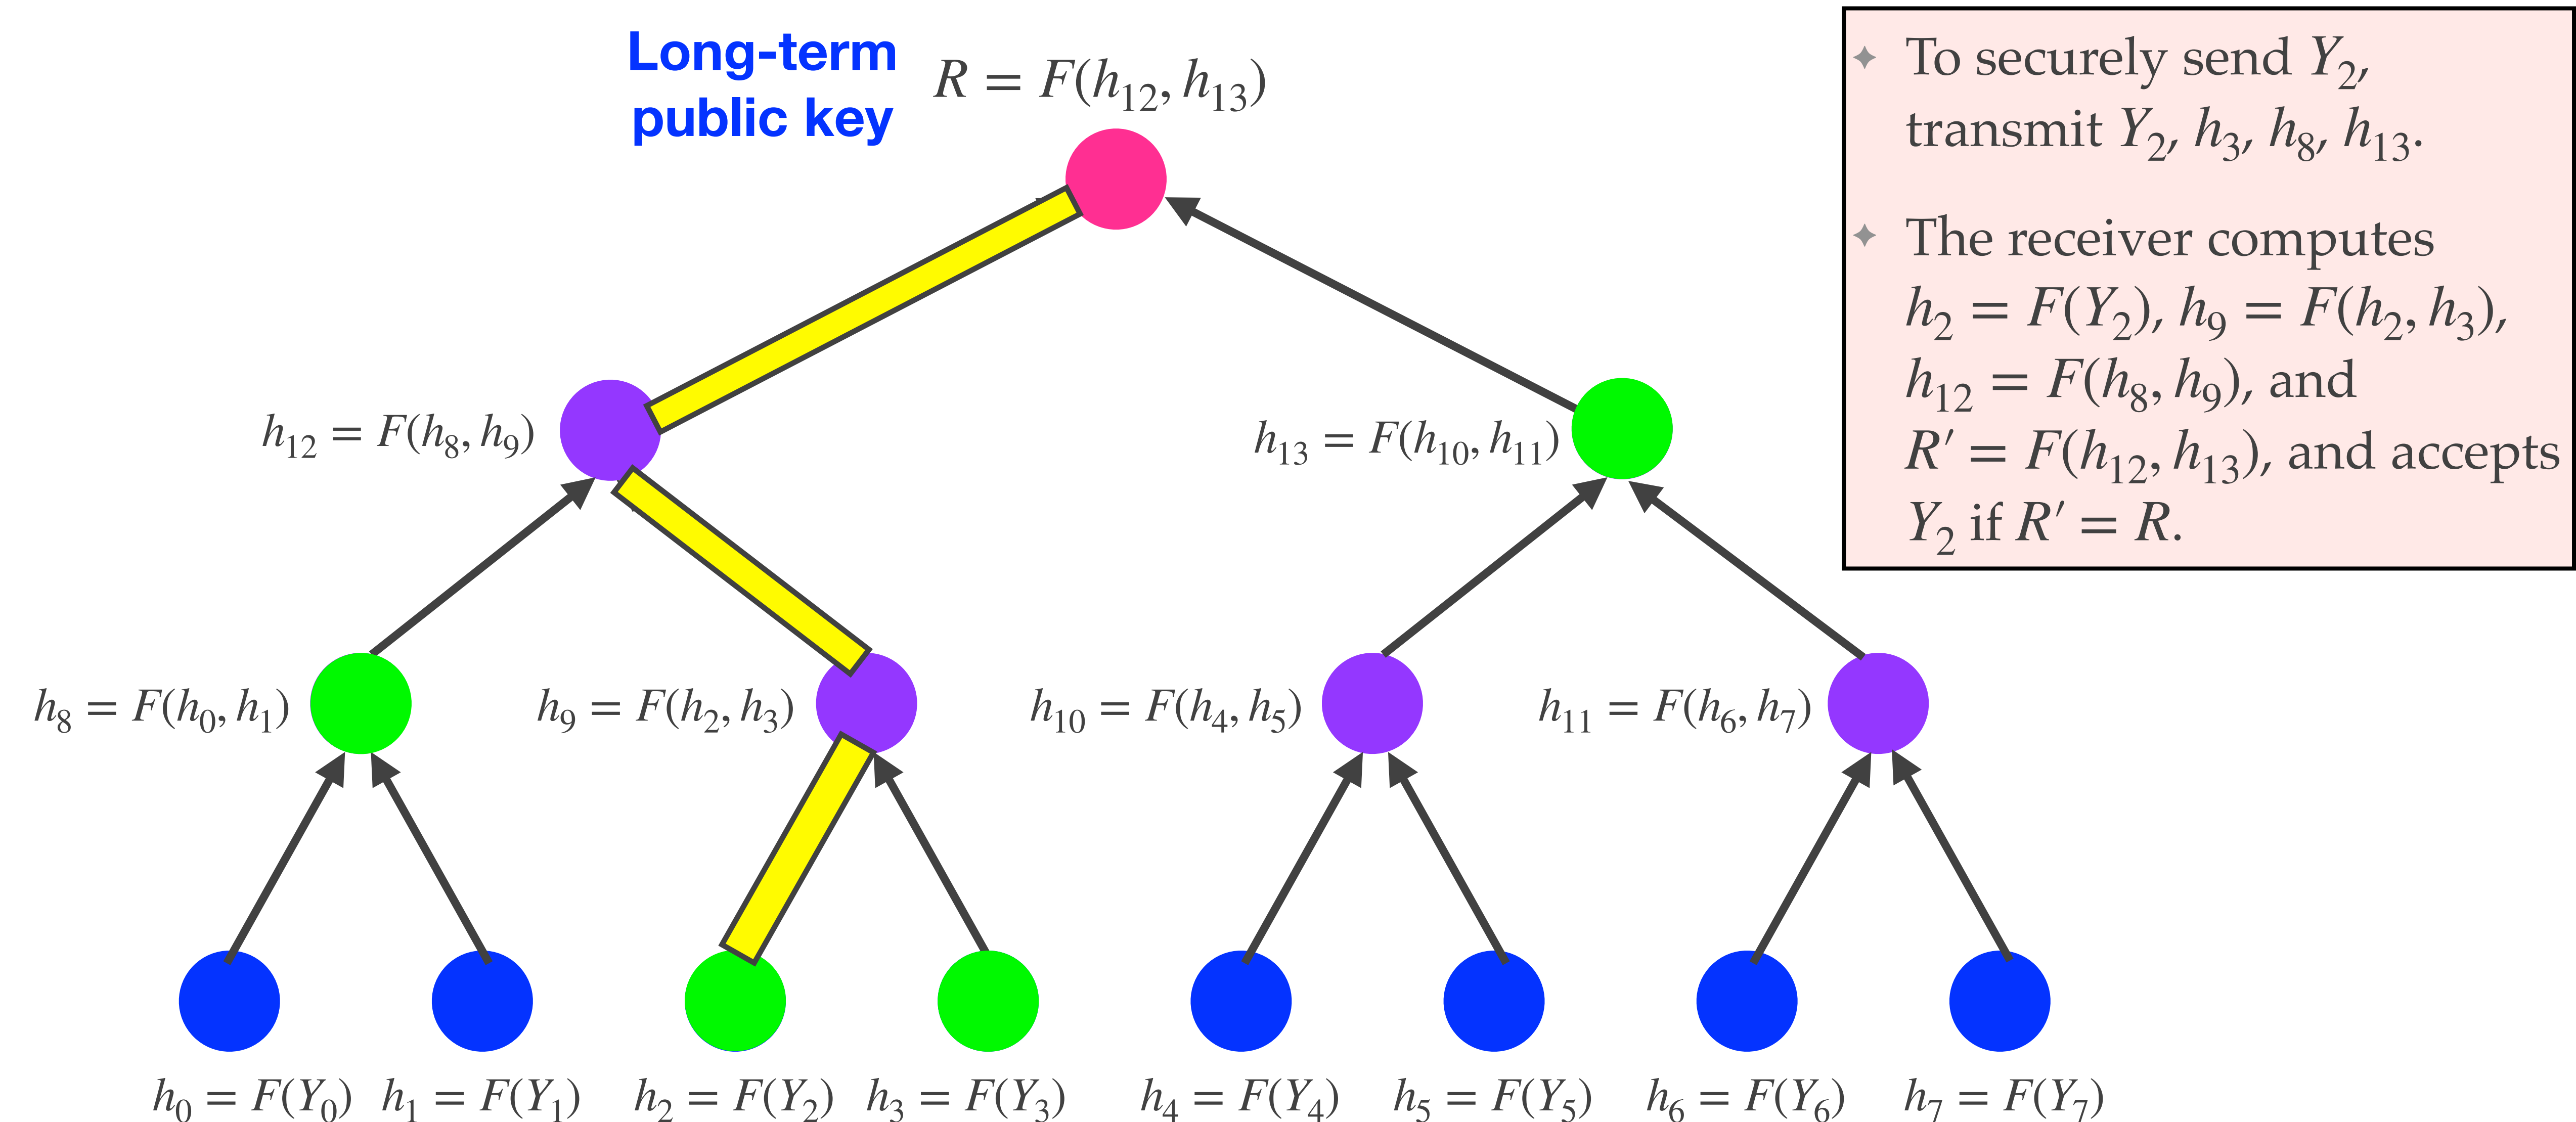 Long-term
public key
R = F(h₁₂, h₁₃)
✦ To securely send Y₂,
transmit Y₂, h₃, h₈, h₁₃.
✦ The receiver computes
h₂ = F(Y₂), h₉ = F(h₂, h₃),
h₁₂ = F(h₈, h₉), and
R′ = F(h₁₂, h₁₃), and accepts
Y₂ if R′ = R.
h₁₂ = F(h₈, h₉)
h₁₃ = F(h₁₀, h₁₁)
h₈ = F(h₀, h₁)
h₉ = F(h₂, h₃)
h₁₀ = F(h₄, h₅)
h₁₁ = F(h₆, h₇)
h₀ = F(Y₀)
h₁ = F(Y₁)
h₂ = F(Y₂)
h₃ = F(Y₃)
h₄ = F(Y₄)
h₅ = F(Y₅)
h₆ = F(Y₆)
h₇ = F(Y₇)